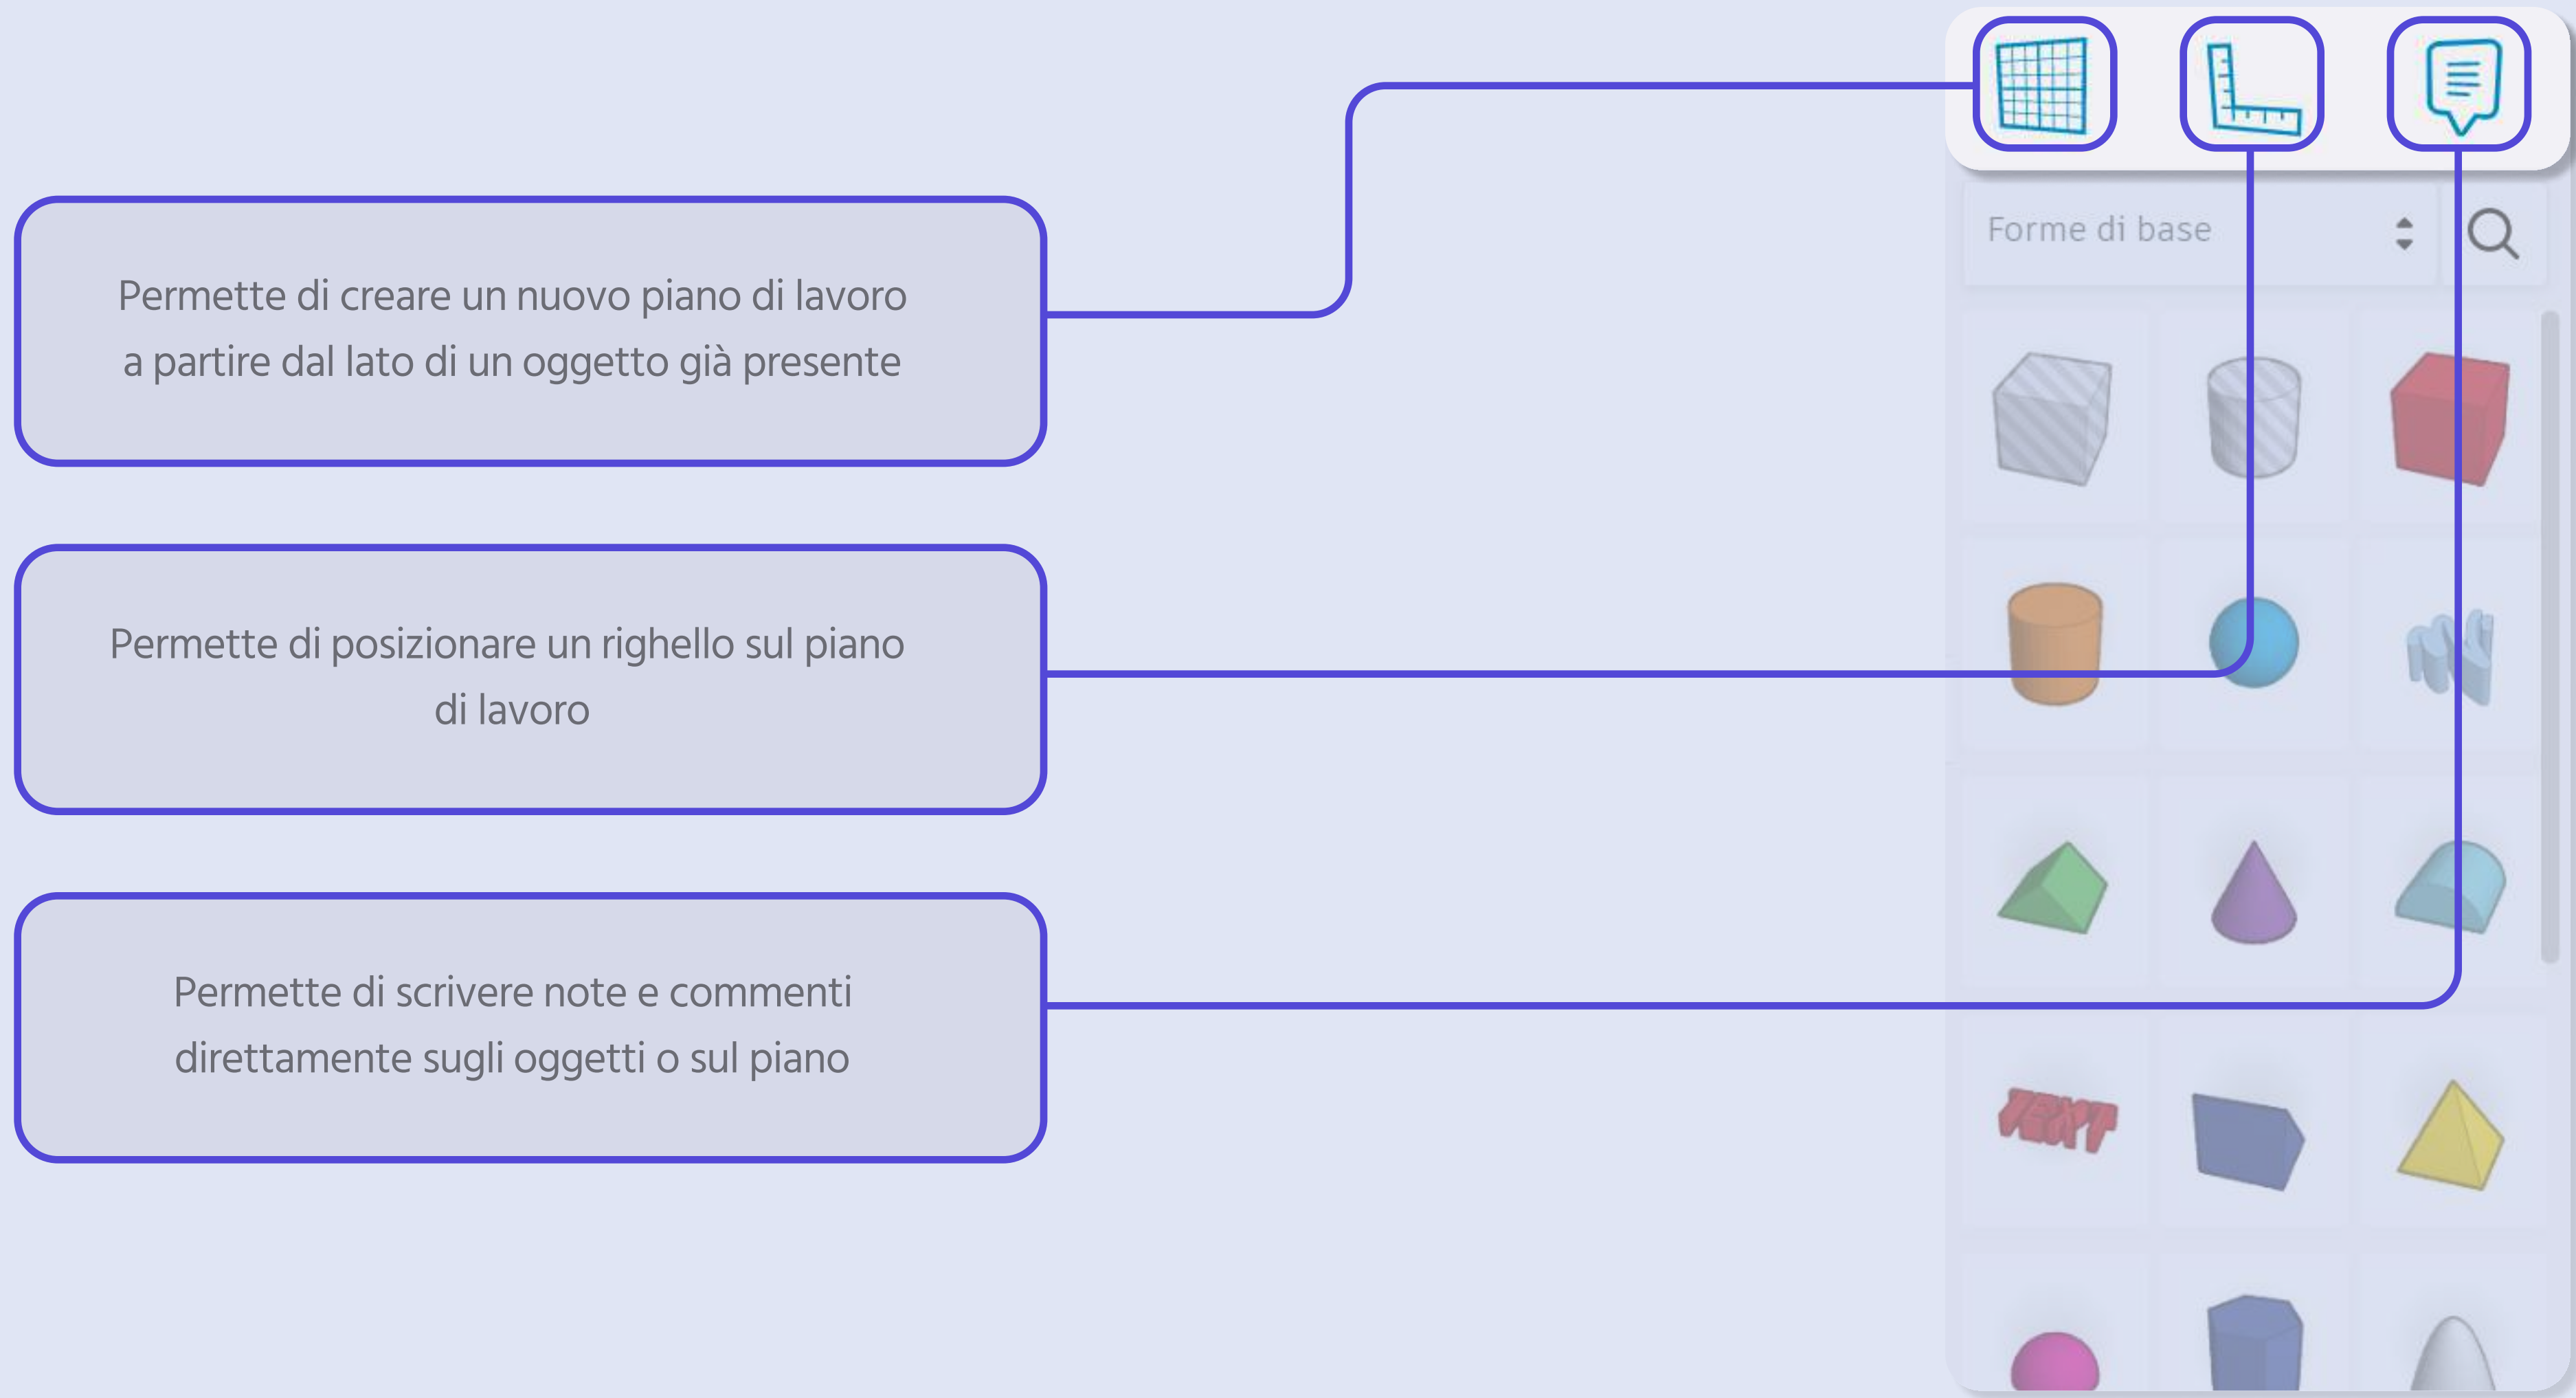 Forme di base
Permette di creare un nuovo piano di lavoro
a partire dal lato di un oggetto già presente
Permette di posizionare un righello sul piano
di lavoro
Permette di scrivere note e commenti
direttamente sugli oggetti o sul piano
TEXT